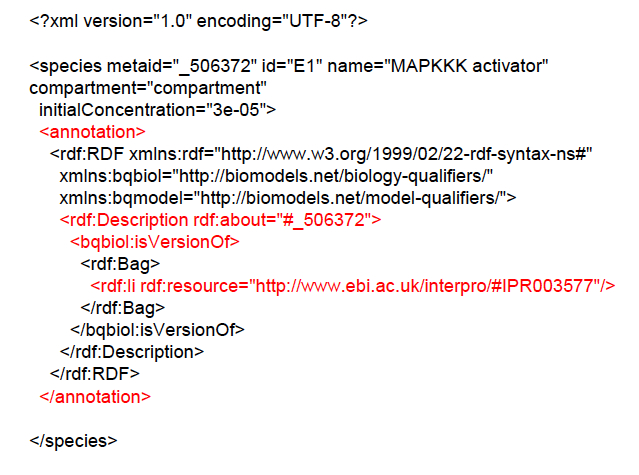 <?xml version="1.0" encoding="UTF-8"?>
<species metaid="_506372" id="E1" name="MAPKKK activator"
compartment="compartment"
initialConcentration="3e-05">
<annotation>
<rdf:RDF xmlns:rdf="http://www.w3.org/1999/02/22-rdf-syntax-ns#"
xmlns:bqbiol="http://biomodels.net/biology-qualifiers/"
xmlns:bqmodel="http://biomodels.net/model-qualifiers/">
<rdf:Description rdf:about="#_506372">
<bqbiol:isVersionOf>
<rdf:Bag>
<rdf:li rdf:resource="http://www.ebi.ac.uk/interpro/#IPR003577"/>
</rdf:Bag>
</bqbiol:isVersionOf>
</rdf:Description>
</rdf:RDF>
</annotation>
</species>